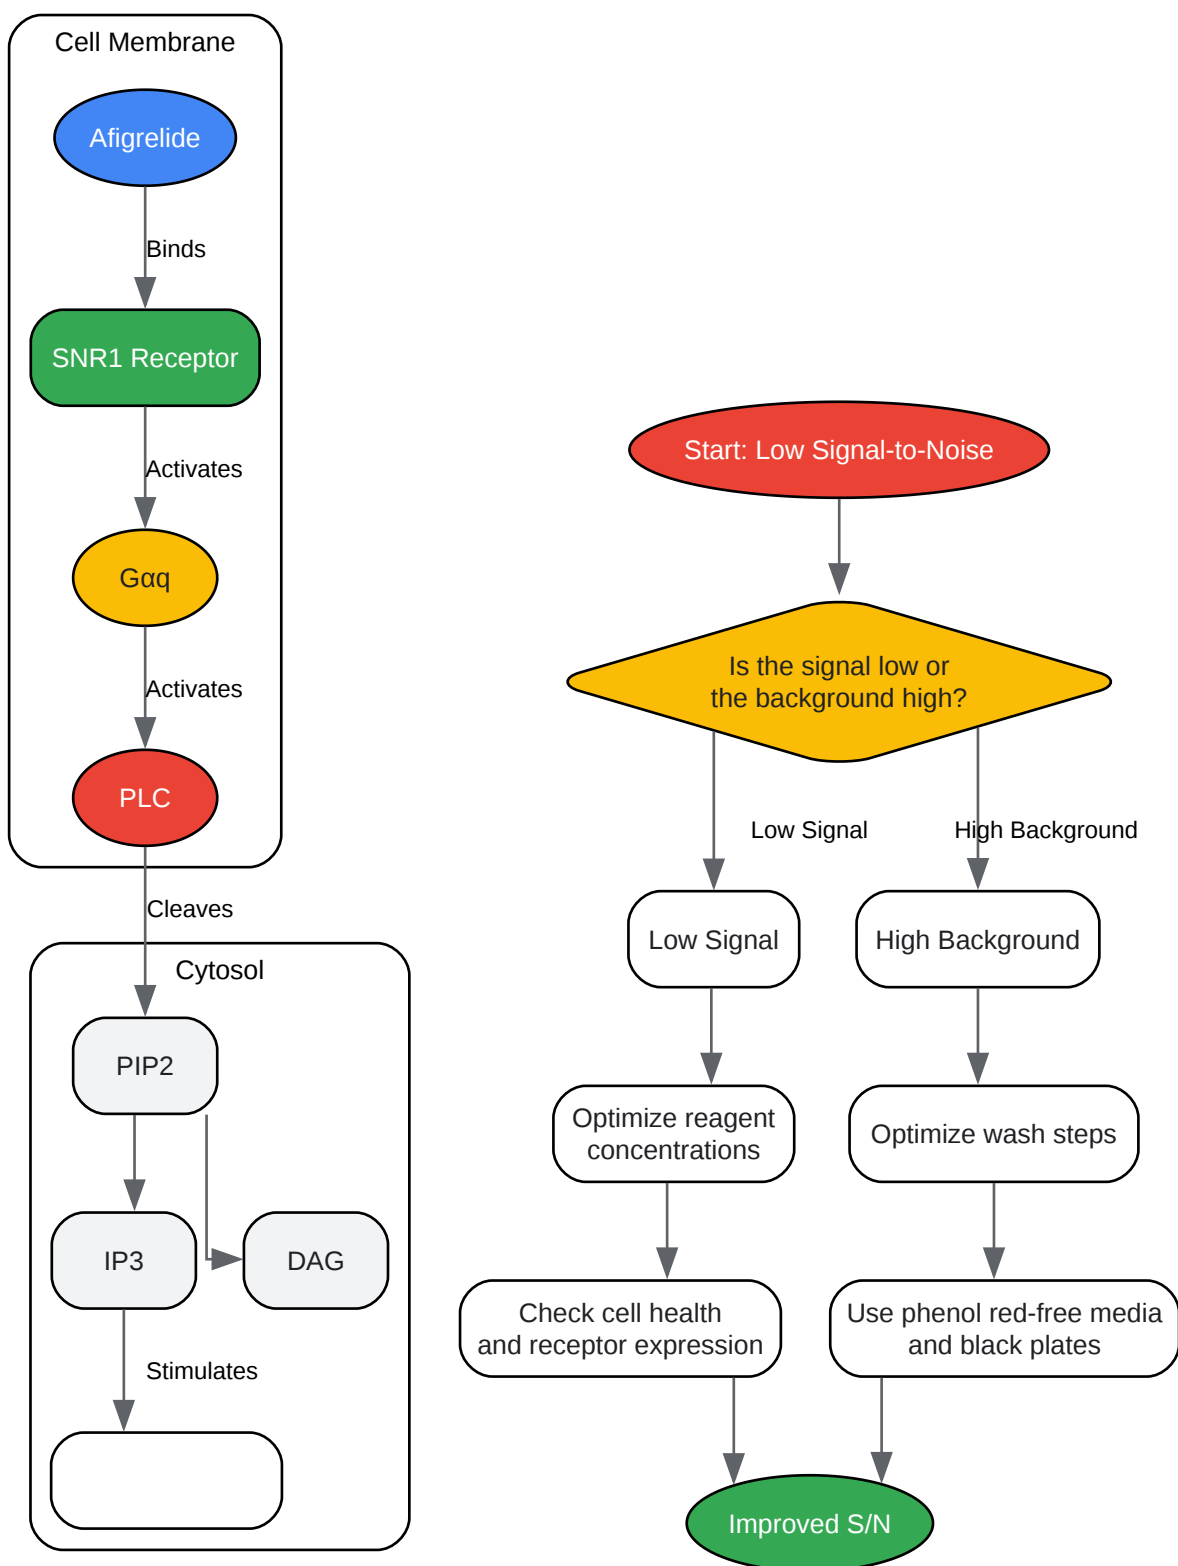 Cell Membrane
Afigrelide
Binds
SNR1 Receptor
Activates
Gαq
Activates
PLC
Cleaves
Cytosol
PIP2
IP3
DAG
Stimulates
Start: Low Signal-to-Noise
Is the signal low or
the background high?
Low Signal
High Background
Low Signal
High Background
Optimize reagent
concentrations
Optimize wash steps
Check cell health
and receptor expression
Use phenol red-free media
and black plates
Improved S/N